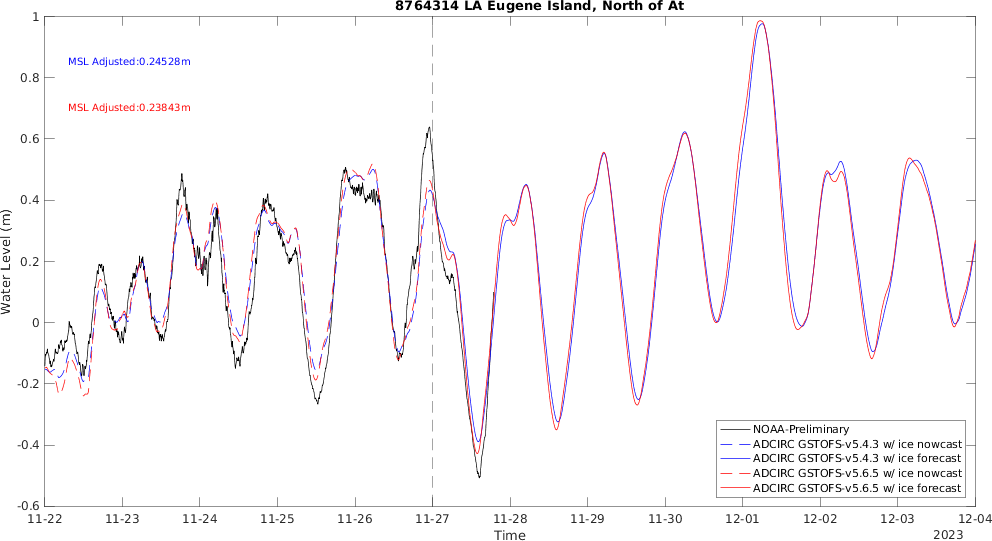 8764314 LA Eugene Island, North of At
MSL Adjusted:0.24528m
MSL Adjusted:0.23843m
Water Level (m)
1
0.8
0.6
0.4
0.2
0
-0.2
-0.4
-0.6
NOAA-Preliminary
ADCIRC GSTOFS-v5.4.3 w/ ice nowcast
ADCIRC GSTOFS-v5.4.3 w/ ice forecast
ADCIRC GSTOFS-v5.6.5 w/ ice nowcast
ADCIRC GSTOFS-v5.6.5 w/ ice forecast
11-22 11-23 11-24 11-25 11-26 11-27 11-28 11-29 11-30 12-01 12-02 12-03 12-04
Time
2023